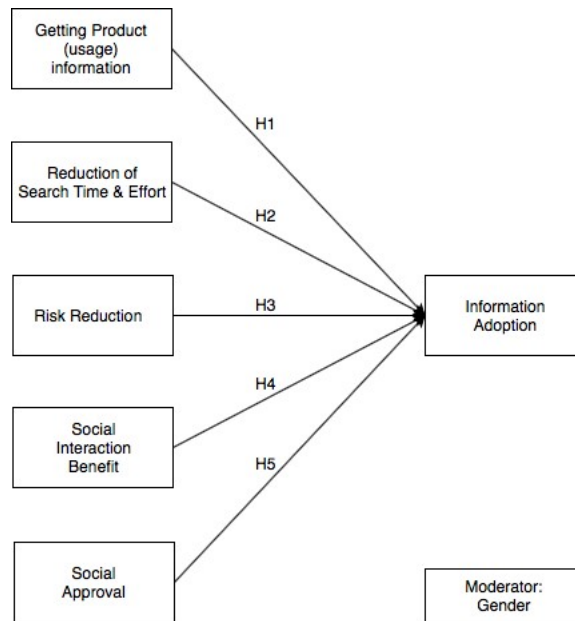 Getting Product
(usage)
information
H1
Reduction of
Search Time & Effort
H2
Risk Reduction
H3
Information
Adoption
H4
Social
Interaction
Benefit
H5
Social
Approval
Moderator:
Gender